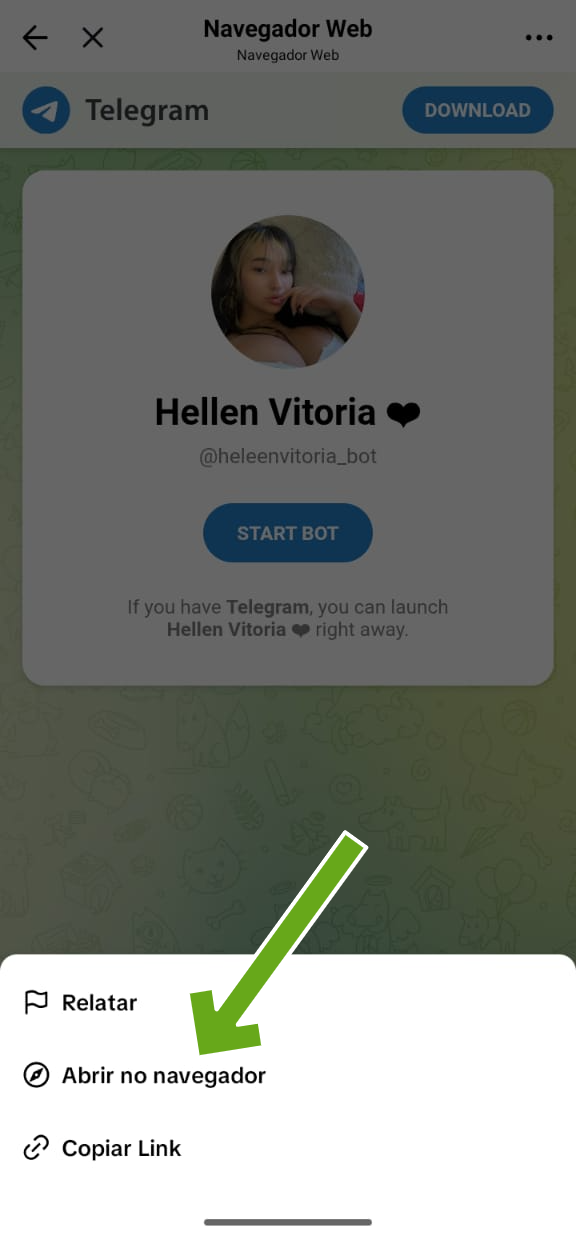 Navegador Web
Navegador Web
Telegram
DOWNLOAD
Hellen Vitoria ❤
@heleenvitoria_bot
START BOT
If you have Telegram, you can launch
Hellen Vitoria ❤ right away.
Relatar
Abrir no navegador
Copiar Link